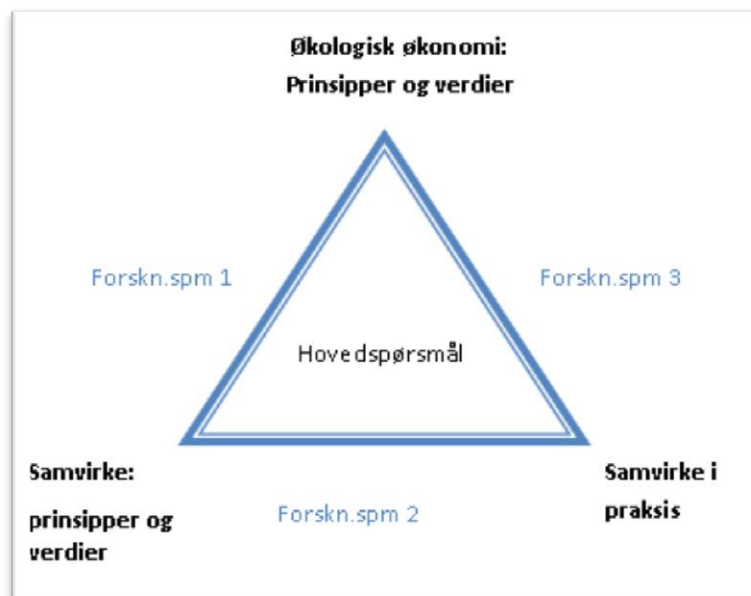 Økologisk økonomi:
Prinsipper og verdier
Forskn.spm 1
Forskn.spm 3
Hovedspørsmål
Samvirke:
prinsipper og
verdier
Forskn.spm 2
Samvirke i
praksis